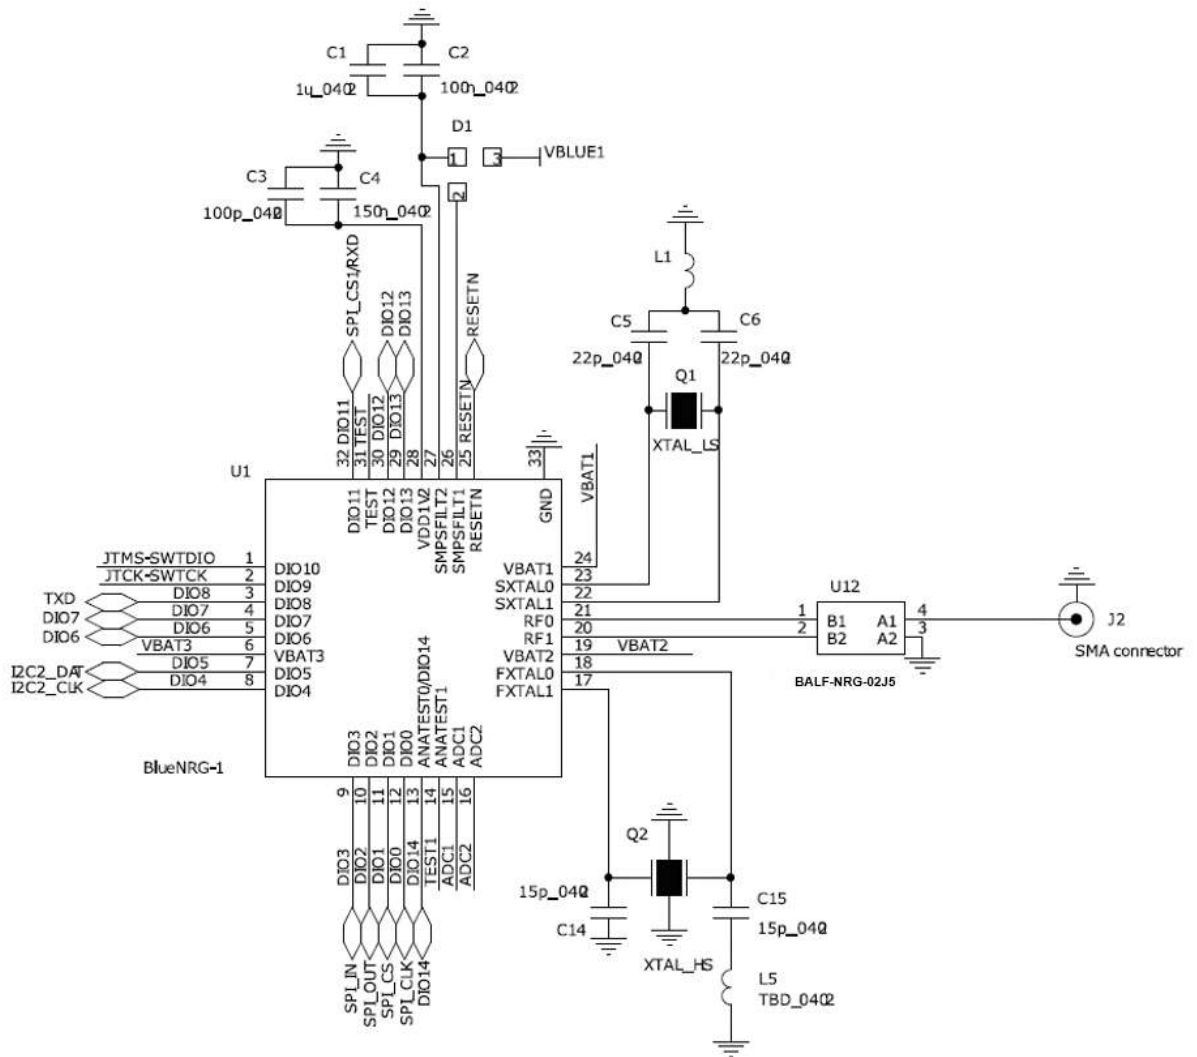 C1
C2
1u_0402
100n_0402
D1
1
3
VBLUE1
2
C3
C4
100p_0402
150n_0402
SPI_CS1/RXD
DIO12
DIO13
RESETN
L1
C5
C6
22p_0402
22p_0402
Q1
XTAL_LS
32 DIO11
31 TEST
30 DIO12
29 DIO13
28
27
26
25 RESETN
33
VBAT1
U1
DIO11
TEST
DIO12
DIO13
VDD1V2
SMPSFILT2
SMPSFILT1
RESETN
GND
JTMS-SWTDIO 1 DIO10
JTCK-SWTCK 2 DIO9
TXD DIO8 3 DIO8
DIO7 DIO7 4 DIO7
DIO6 DIO6 5 DIO6
VBAT3 6 VBAT3
I2C2_DAT DIO5 7 DIO5
I2C2_CLK DIO4 8 DIO4
VBAT1 24
SXTAL0 23
SXTAL1 22
RF0 21
RF1 20
VBAT2 19 VBAT2
FXTAL0 18
FXTAL1 17
U12
1 B1 A1 4
2 B2 A2 3
BALF-NRG-02J5
J2
SMA connector
DIO3
DIO2
DIO1
DIO0
ANATEST0/DIO14
ANATEST1
ADC1
ADC2
BlueNRG-1
9
10
11
12
13
14
15
16
DIO3
DIO2
DIO1
DIO0
DIO14
TEST1
ADC1
ADC2
SPI_IN
SPI_OUT
SPI_CS
SPI_CLK
DIO14
Q2
15p_0402
C14
XTAL_HS
C15
15p_0402
L5
TBD_0402